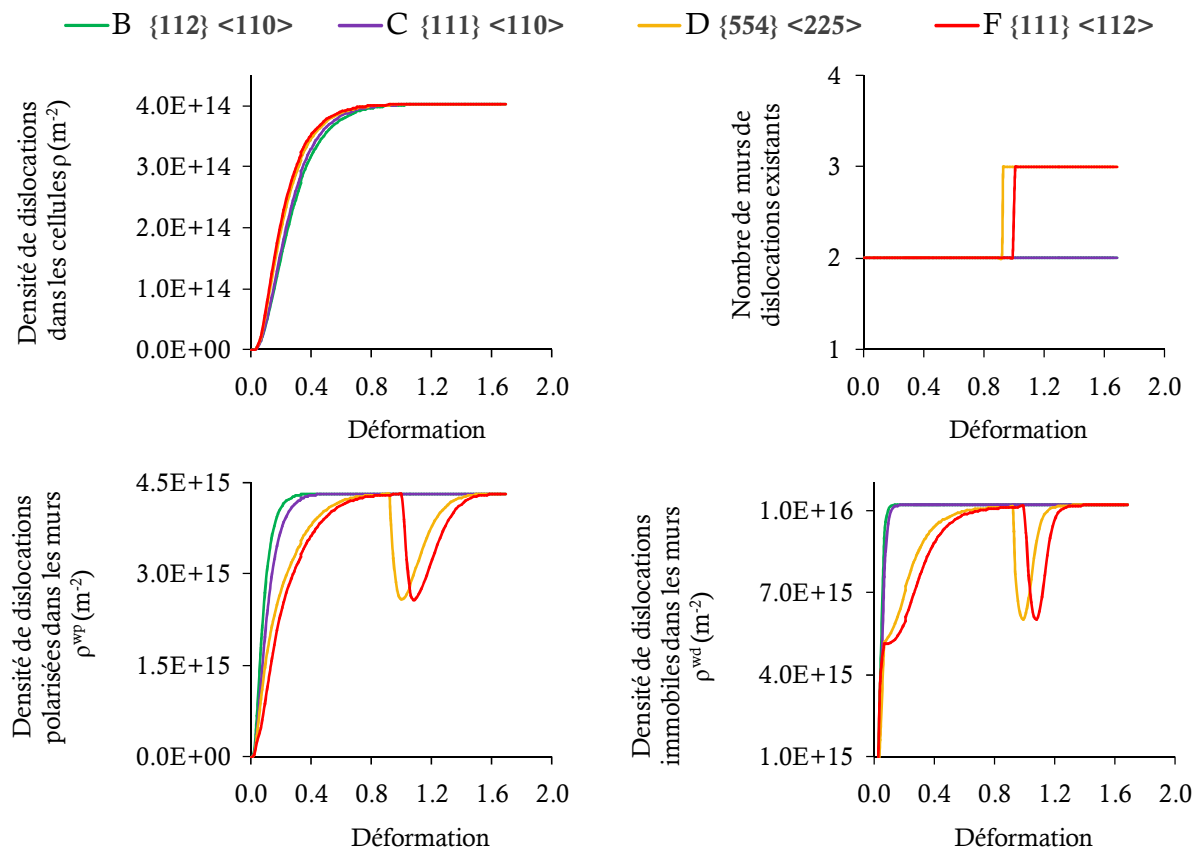 B {112} <110>
C {111} <110>
D {554} <225>
F {111} <112>
Densité de dislocations
dans les cellules ρ (m-2)
4.0E+14
3.0E+14
2.0E+14
1.0E+14
0.0E+00
0.0 0.4 0.8 1.2 1.6 2.0
Déformation
Nombre de murs de
dislocations existants
4
3
2
1
0.0 0.4 0.8 1.2 1.6 2.0
Déformation
Densité de dislocations
polarisées dans les murs
ρwp (m-2)
4.5E+15
3.0E+15
1.5E+15
0.0E+00
0.0 0.4 0.8 1.2 1.6 2.0
Déformation
Densité de dislocations
immobiles dans les murs
ρwd (m-2)
1.0E+16
7.0E+15
4.0E+15
1.0E+15
0.0 0.4 0.8 1.2 1.6 2.0
Déformation